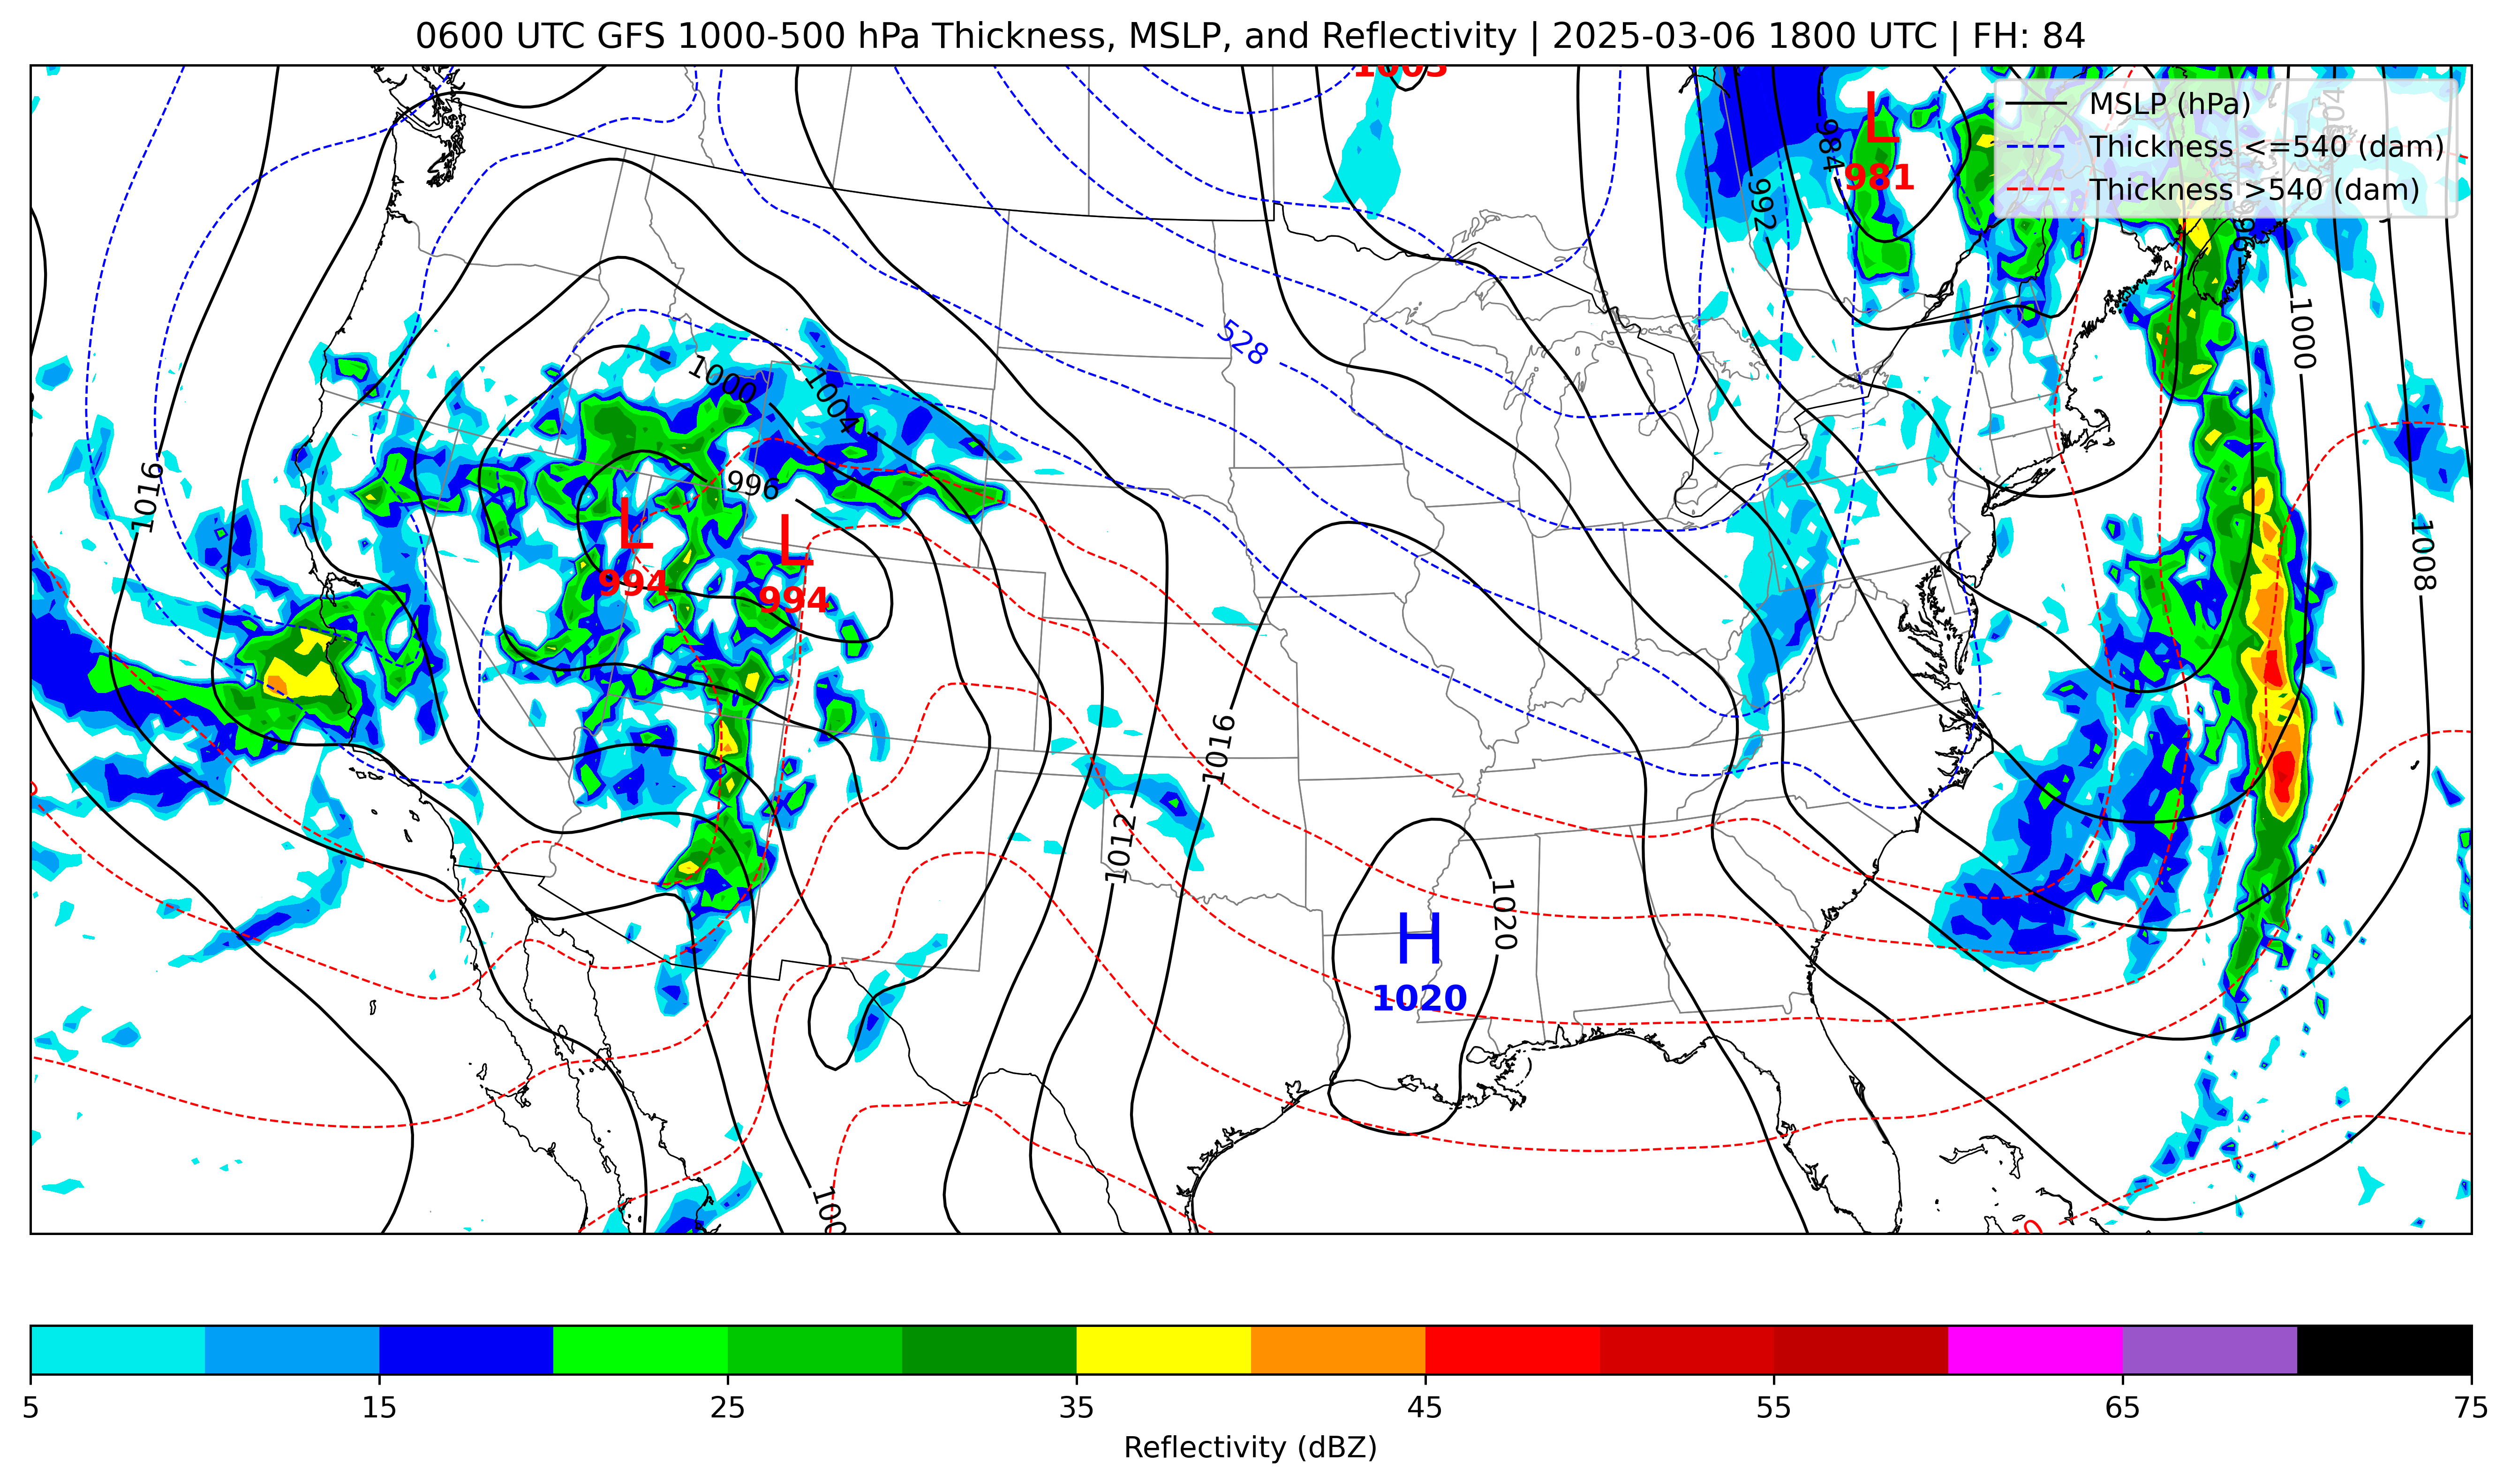 0600 UTC GFS 1000-500 hPa Thickness, MSLP, and Reflectivity | 2025-03-06 1800 UTC | FH: 84
1003
L
981
MSLP (hPa)
Thickness <=540 (dam)
Thickness >540 (dam)
984
992
1000
528
1000
1004
996
1016
L
994
L
994
1008
1016
1012
1020
H
1020
100
5
15
25
35
45
55
65
75
Reflectivity (dBZ)